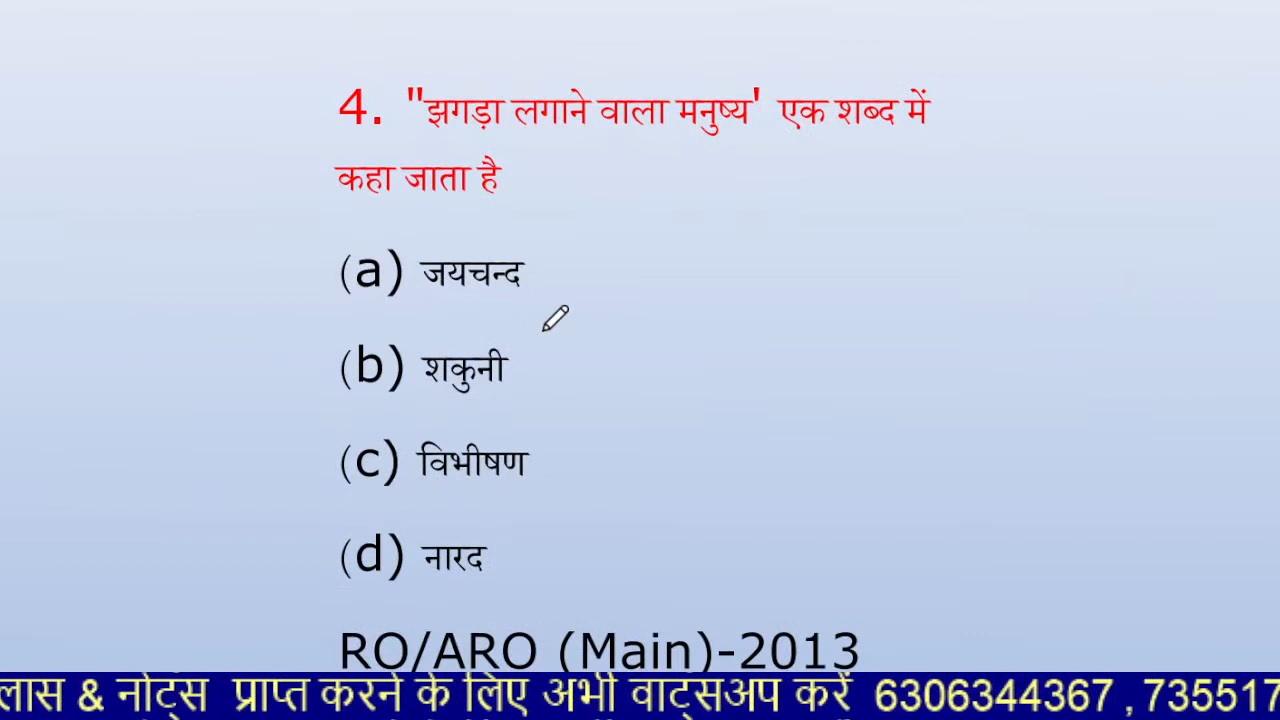 4. "झगड़ा लगाने वाला मनुष्य' एक शब्द में
कहा जाता है
(a) जयचन्द
(b) शकुनी
(c) विभीषण
(d) नारद
RO/ARO (Main)-2013
लास & नोट्स प्राप्त करने के लिए अभी वाट्सअप करें 6306344367 , 735517